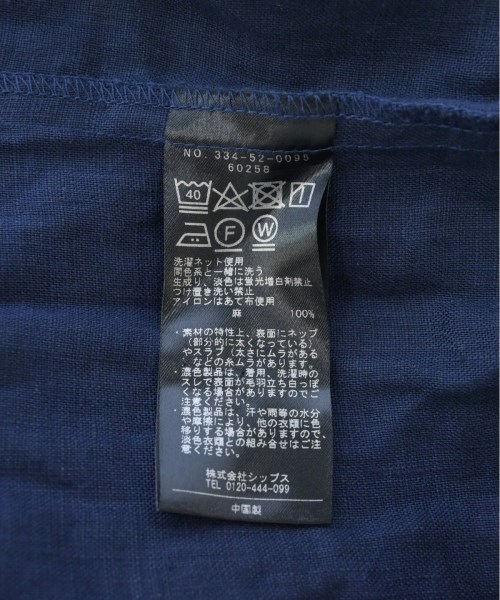 NO. 334-52-0095
60258
40
F W
洗濯ネット使用
同色系と一緒に洗う
生成り、淡色は蛍光増白剤禁止
つけ置き洗い禁止
アイロンはあて布使用
麻 100%
・素材の特性上、表面にネップ
(部分的に太くなっている)
やスラブ(太さにムラがある
などの糸ムラがあります。
・濃色製品は、着用、洗濯時の
スレで表面が毛羽立ち白っぽ
くなる場合がありますのでご
注意ください。
・濃色製品は、汗や雨等の水分
や摩擦により、他の衣類に色
移りする場合がありますので、
淡色衣類との組み合せはご注
意ください。
株式会社シップス
TEL 0120-444-099
中国製